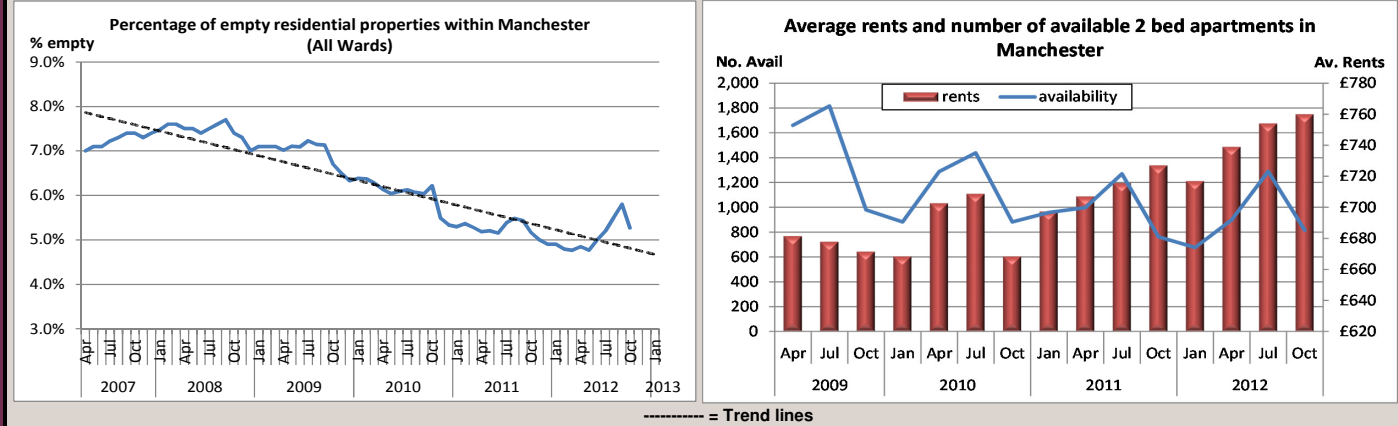 Percentage of empty residential properties within Manchester
(All Wards)
% empty
9.0%
8.0%
7.0%
6.0%
5.0%
4.0%
3.0%
Apr Jul Oct Jan Apr Jul Oct Jan Apr Jul Oct Jan Apr Jul Oct Jan Apr Jul Oct Jan Apr Jul Oct Jan
2007 2008 2009 2010 2011 2012 2013
Average rents and number of available 2 bed apartments in
Manchester
No. Avail Av. Rents
rents availability
2,000 £780
1,800 £760
1,600 £740
1,400 £720
1,200 £700
1,000 £680
800 £660
600 £640
400 £620
200
0
Apr Jul Oct Jan Apr Jul Oct Jan Apr Jul Oct Jan Apr Jul Oct
2009 2010 2011 2012
----------- = Trend lines